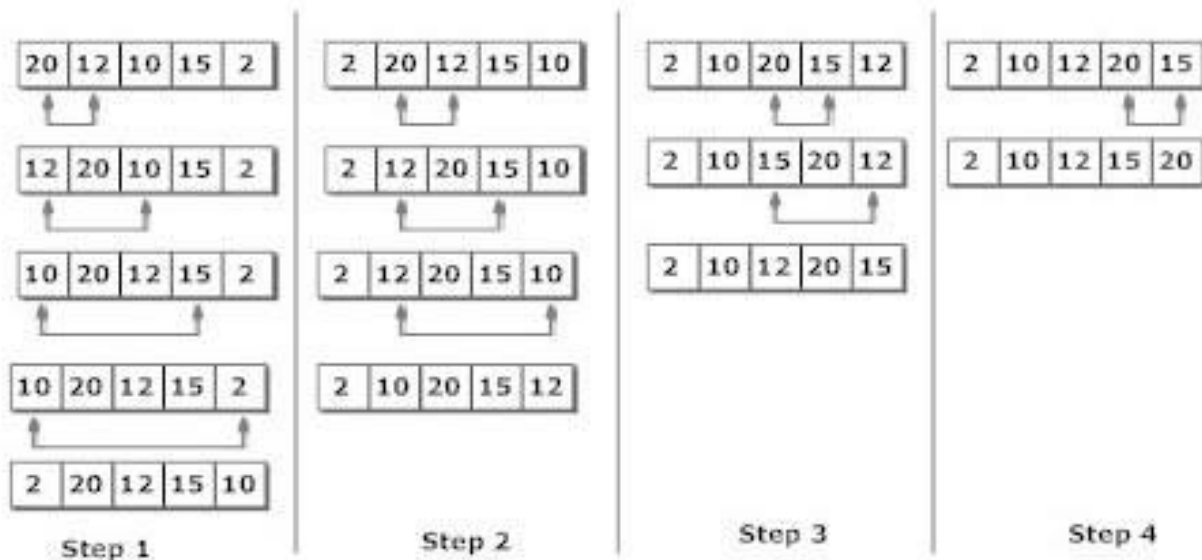 20 12 10 15 2
12 20 10 15 2
10 20 12 15 2
10 20 12 15 2
2 20 12 15 10
Step 1
2 20 12 15 10
2 12 20 15 10
2 12 20 15 10
2 10 20 15 12
Step 2
2 10 20 15 12
2 10 15 20 12
2 10 12 20 15
Step 3
2 10 12 20 15
2 10 12 15 20
Step 4